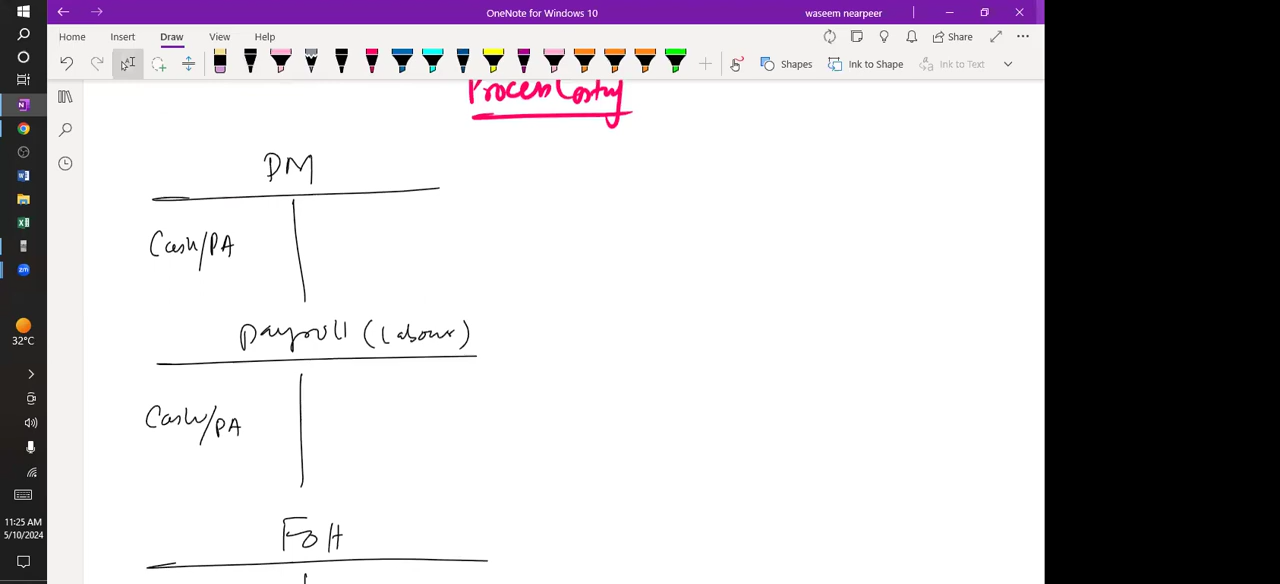 OneNote for Windows 10
waseem nearpeer
Home Insert Draw View Help
Share
Shapes Ink to Shape Ink to Text
Process Costing
DM
Cash/PA
Payroll (Labour)
Cash/PA
FOH
32°C
11:25 AM
5/10/2024